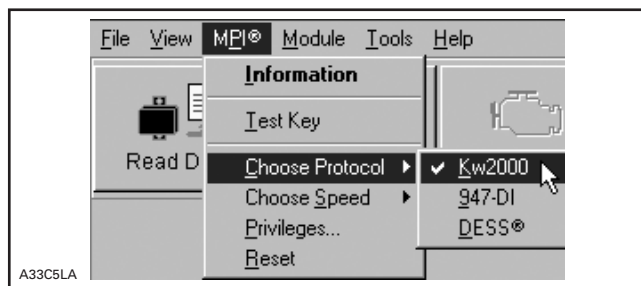 File View MPI® Module Tools Help
Information
Test Key
Read D
Choose Protocol
Kw2000
Choose Speed
947-DI
Privileges...
DESS®
Reset
A33C5LA